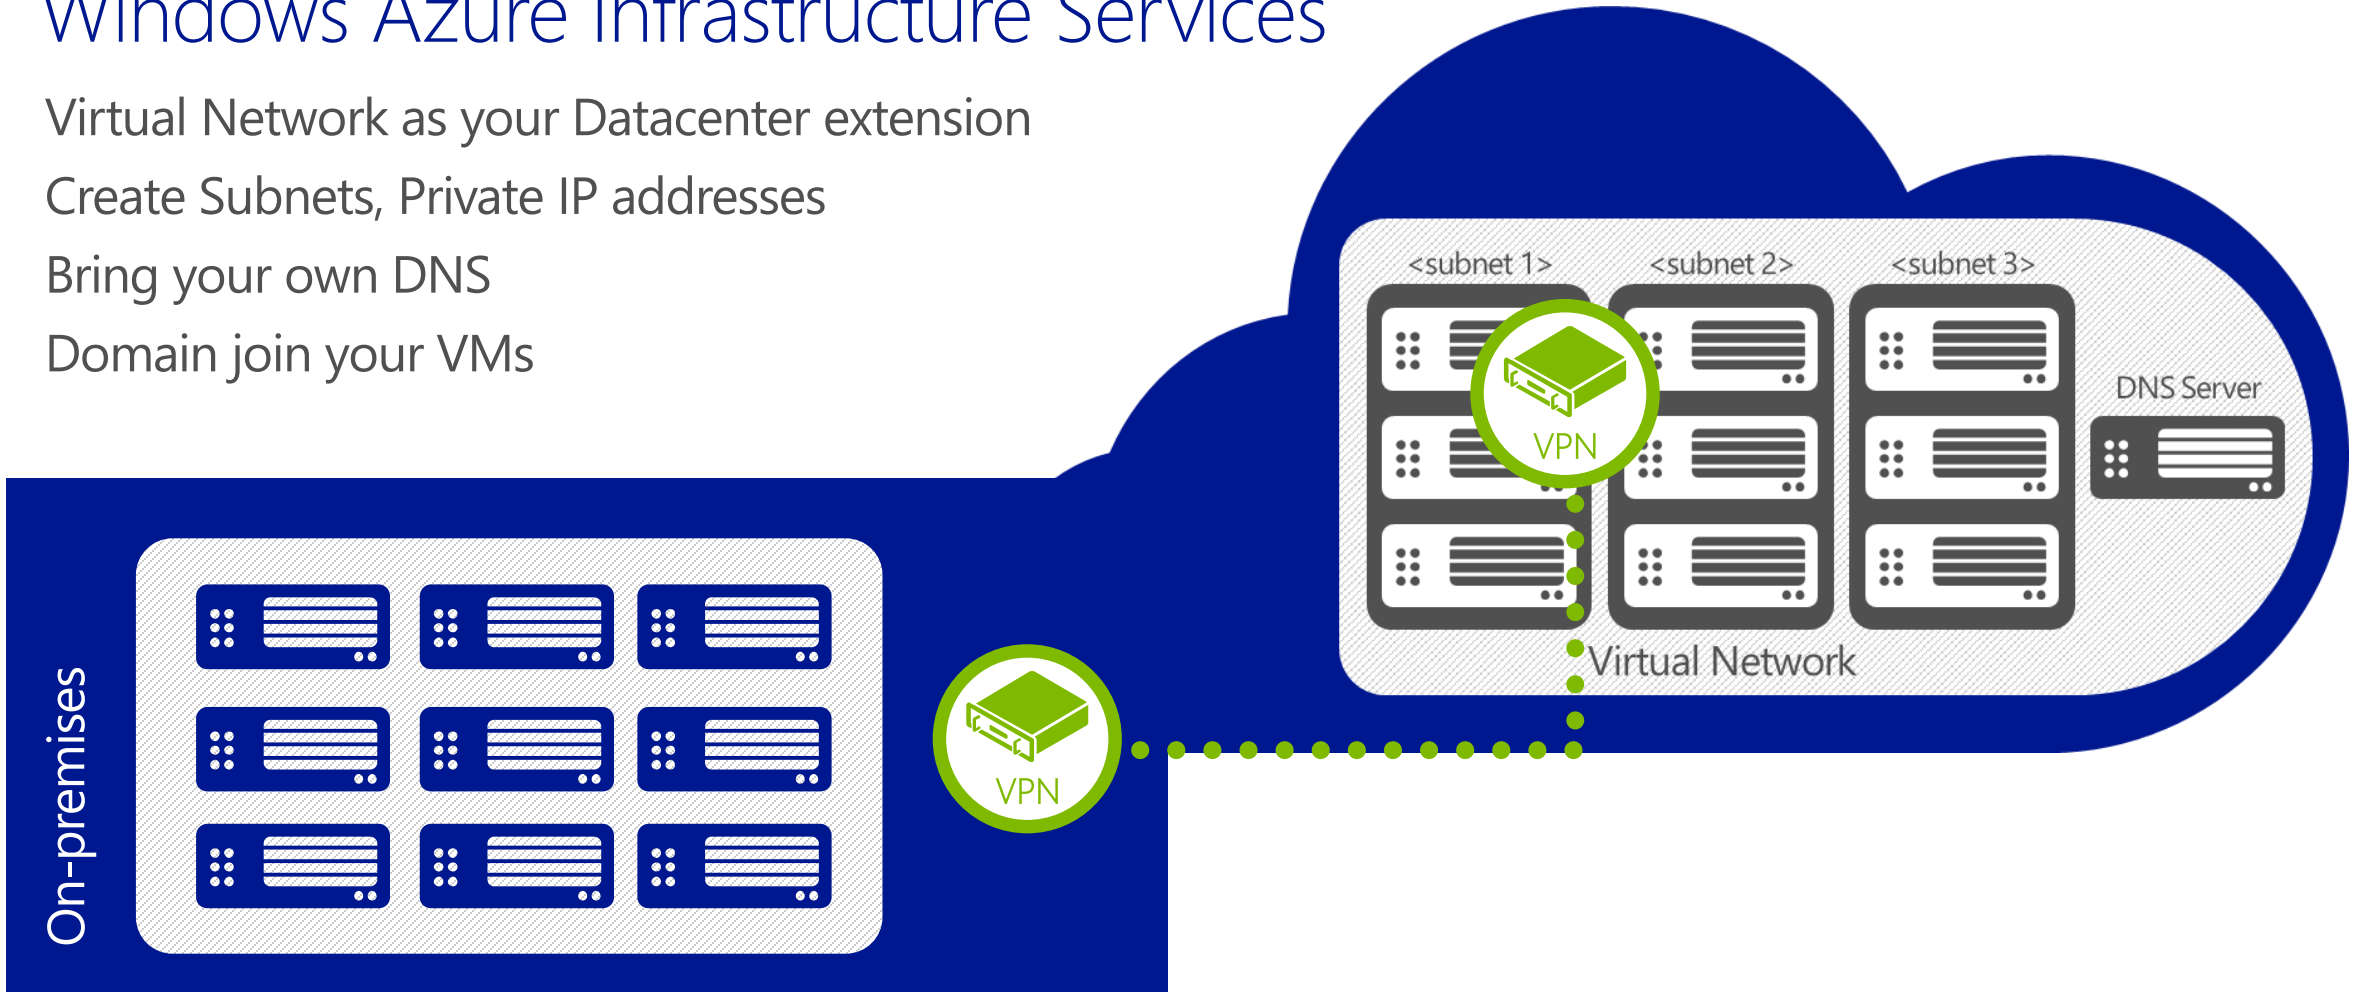 Windows Azure Infrastructure Services
Virtual Network as your Datacenter extension
Create Subnets, Private IP addresses
Bring your own DNS
Domain join your VMs
<subnet 1>
<subnet 2>
<subnet 3>
DNS Server
VPN
Virtual Network
On-premises
VPN